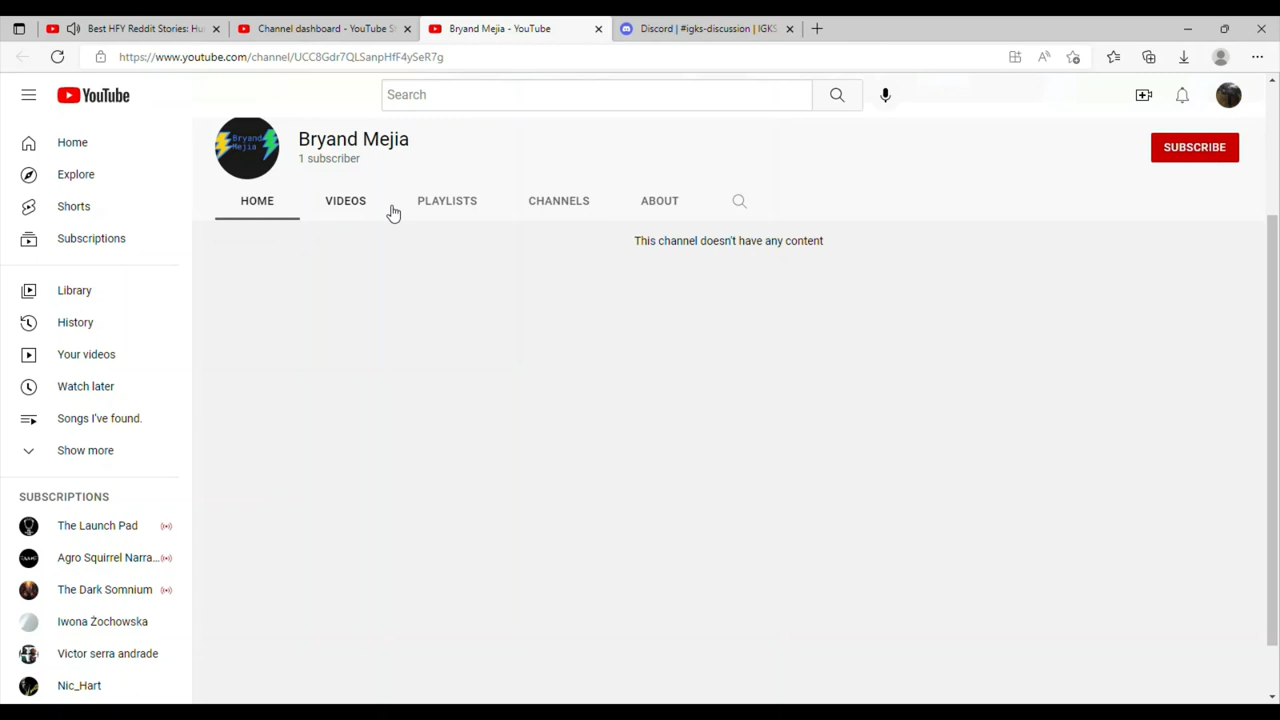 Best HFY Reddit Stories: Hu
Channel dashboard - YouTube S
Bryand Mejia - YouTube
Discord | #igks-discussion | IGKS
https://www.youtube.com/channel/UCC8Gdr7QLSanpHfF4ySeR7g
YouTube
Search
Home
Explore
Shorts
Subscriptions
Library
History
Your videos
Watch later
Songs I've found.
Show more
SUBSCRIPTIONS
The Launch Pad
Agro Squirrel Narra...
The Dark Somnium
Iwona Żochowska
Victor serra andrade
Nic_Hart
Bryand
Mejia
Bryand Mejia
1 subscriber
SUBSCRIBE
HOME VIDEOS PLAYLISTS CHANNELS ABOUT
This channel doesn't have any content